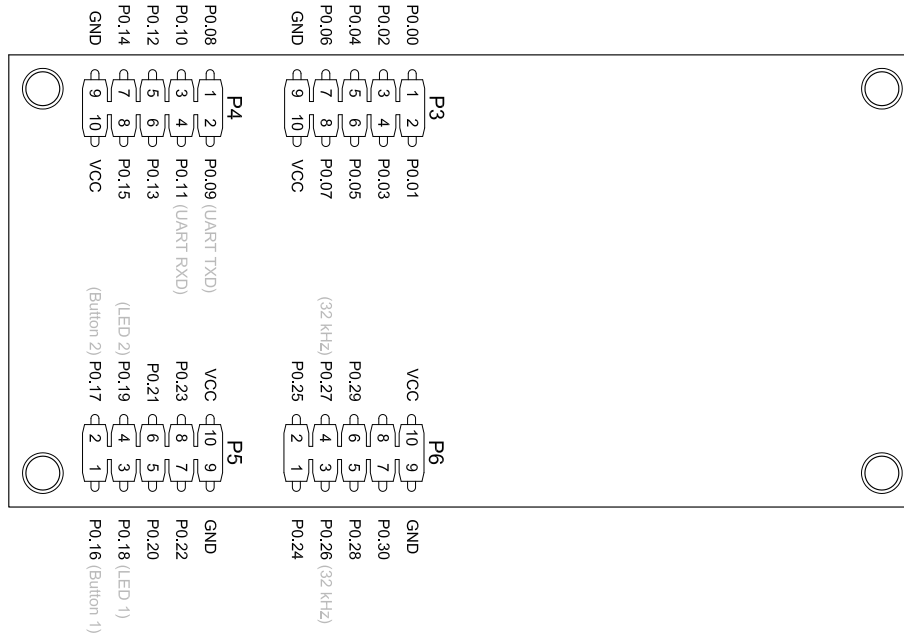 P0.00
P0.02
P0.04
P0.06
GND
1
3
5
7
9
P3
2
4
6
8
10
P0.01
P0.03
P0.05
P0.07
VCC
P0.08
P0.10
P0.12
P0.14
GND
1
3
5
7
9
P4
2
4
6
8
10
P0.09 (UART TXD)
P0.11 (UART RXD)
P0.13
P0.15
VCC
VCC
P0.29
(32 kHz) P0.27
P0.25
10
8
6
4
2
P6
9
7
5
3
1
GND
P0.30
P0.28
P0.26 (32 kHz)
P0.24
VCC
P0.23
P0.21
(LED 2) P0.19
(Button 2) P0.17
10
8
6
4
2
P5
9
7
5
3
1
GND
P0.22
P0.20
P0.18 (LED 1)
P0.16 (Button 1)